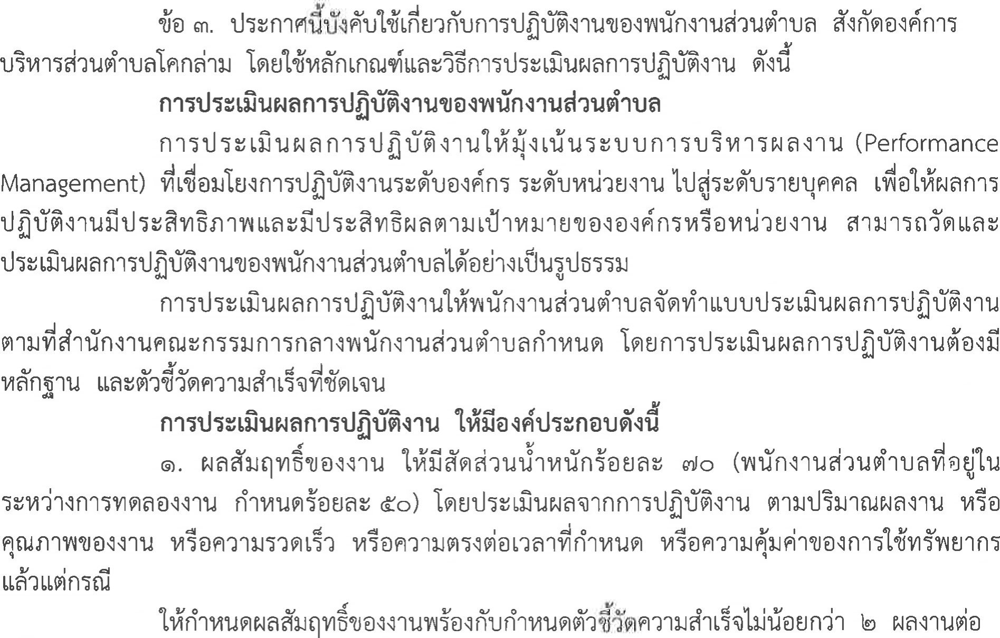 ข้อ ๓. ประกาศนี้บังคับใช้เกี่ยวกับการปฏิบัติงานของพนักงานส่วนตำบล สังกัดองค์การ
บริหารส่วนตำบลโคกล่าม โดยใช้หลักเกณฑ์และวิธีการประเมินผลการปฏิบัติงาน ดังนี้
การประเมินผลการปฏิบัติงานของพนักงานส่วนตำบล
การประเมินผลการปฏิบัติงานให้มุ้งเน้นระบบการบริหารผลงาน (Performance
Management) ที่เชื่อมโยงการปฏิบัติงานระดับองค์กร ระดับหน่วยงาน ไปสู่ระดับรายบุคคล เพื่อให้ผลการ
ปฏิบัติงานมีประสิทธิภาพและมีประสิทธิผลตามเป้าหมายขององค์กรหรือหน่วยงาน สามารถวัดและ
ประเมินผลการปฏิบัติงานของพนักงานส่วนตำบลได้อย่างเป็นรูปธรรม
การประเมินผลการปฏิบัติงานให้พนักงานส่วนตำบลจัดทำแบบประเมินผลการปฏิบัติงาน
ตามที่สำนักงานคณะกรรมการกลางพนักงานส่วนตำบลกำหนด โดยการประเมินผลการปฏิบัติงานต้องมี
หลักฐาน และตัวชี้วัดความสำเร็จที่ชัดเจน
การประเมินผลการปฏิบัติงาน ให้มีองค์ประกอบดังนี้
๑. ผลสัมฤทธิ์ของงาน ให้มีสัดส่วนน้ำหนักร้อยละ ๗๐ (พนักงานส่วนตำบลที่อยู่ใน
ระหว่างการทดลองงาน กำหนดร้อยละ ๕๐) โดยประเมินผลจากการปฏิบัติงาน ตามปริมาณผลงาน หรือ
คุณภาพของงาน หรือความรวดเร็ว หรือความตรงต่อเวลาที่กำหนด หรือความคุ้มค่าของการใช้ทรัพยากร
แล้วแต่กรณี
ให้กำหนดผลสัมฤทธิ์ของงานพร้องกับกำหนดตัวชี้วัดความสำเร็จไม่น้อยกว่า ๒ ผลงานต่อ